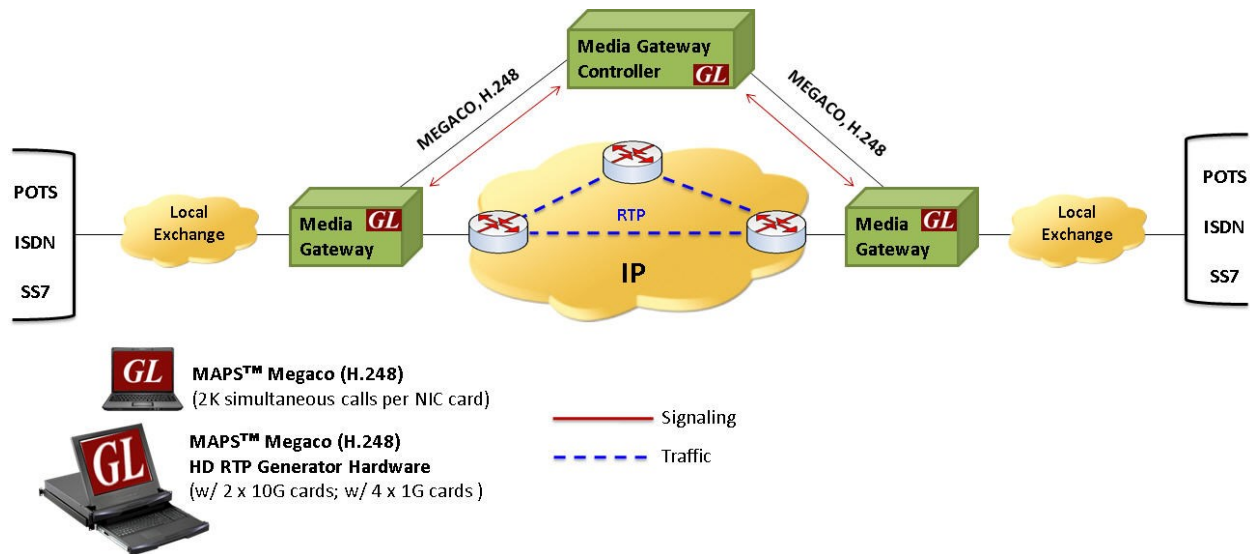 Media Gateway
Controller
GL
MEGACO, H.248
MEGACO, H.248
POTS
ISDN
SS7
Local
Exchange
Media
Gateway
GL
RTP
IP
Media
Gateway
GL
Local
Exchange
POTS
ISDN
SS7
GL
MAPS™ Megaco (H.248)
(2K simultaneous calls per NIC card)
GL
MAPS™ Megaco (H.248)
HD RTP Generator Hardware
(w/ 2 x 10G cards; w/ 4 x 1G cards )
Signaling
Traffic